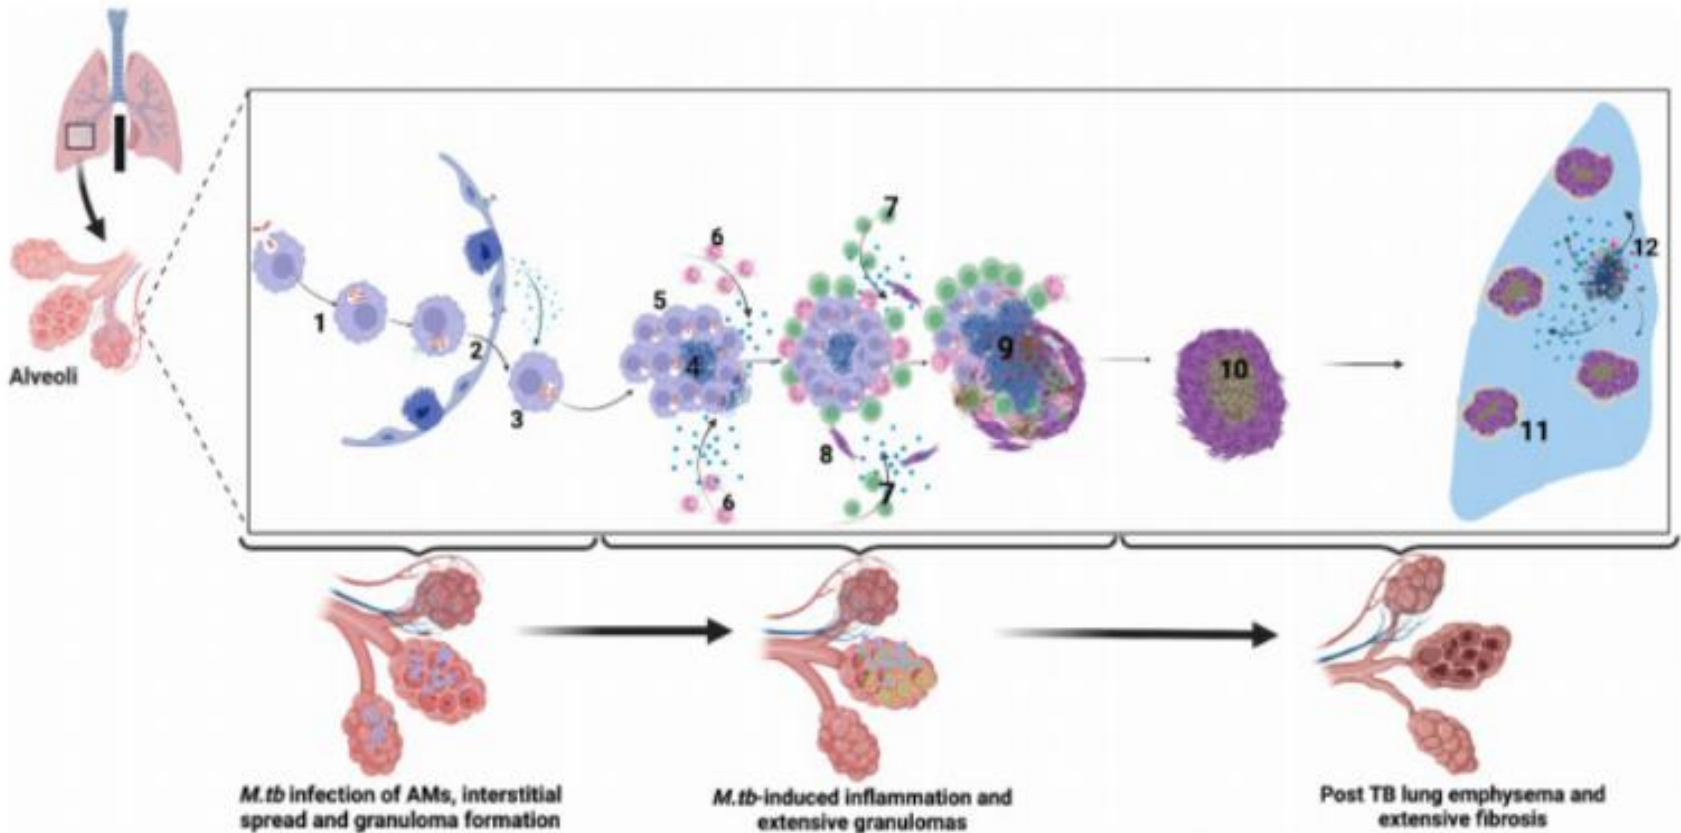 Alveoli
1
2
3
4
5
6
6
7
7
8
9
10
11
12
M.tb infection of AMs, interstitial
spread and granuloma formation
M.tb-induced inflammation and
extensive granulomas
Post TB lung emphysema and
extensive fibrosis